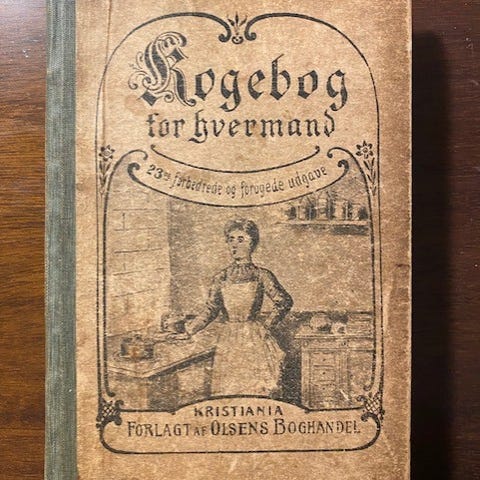 Kogebog
for hvermand
23de forbedrede og forøgede udgave
KRISTIANIA
FORLAGT AF OLSENS BOGHANDEL